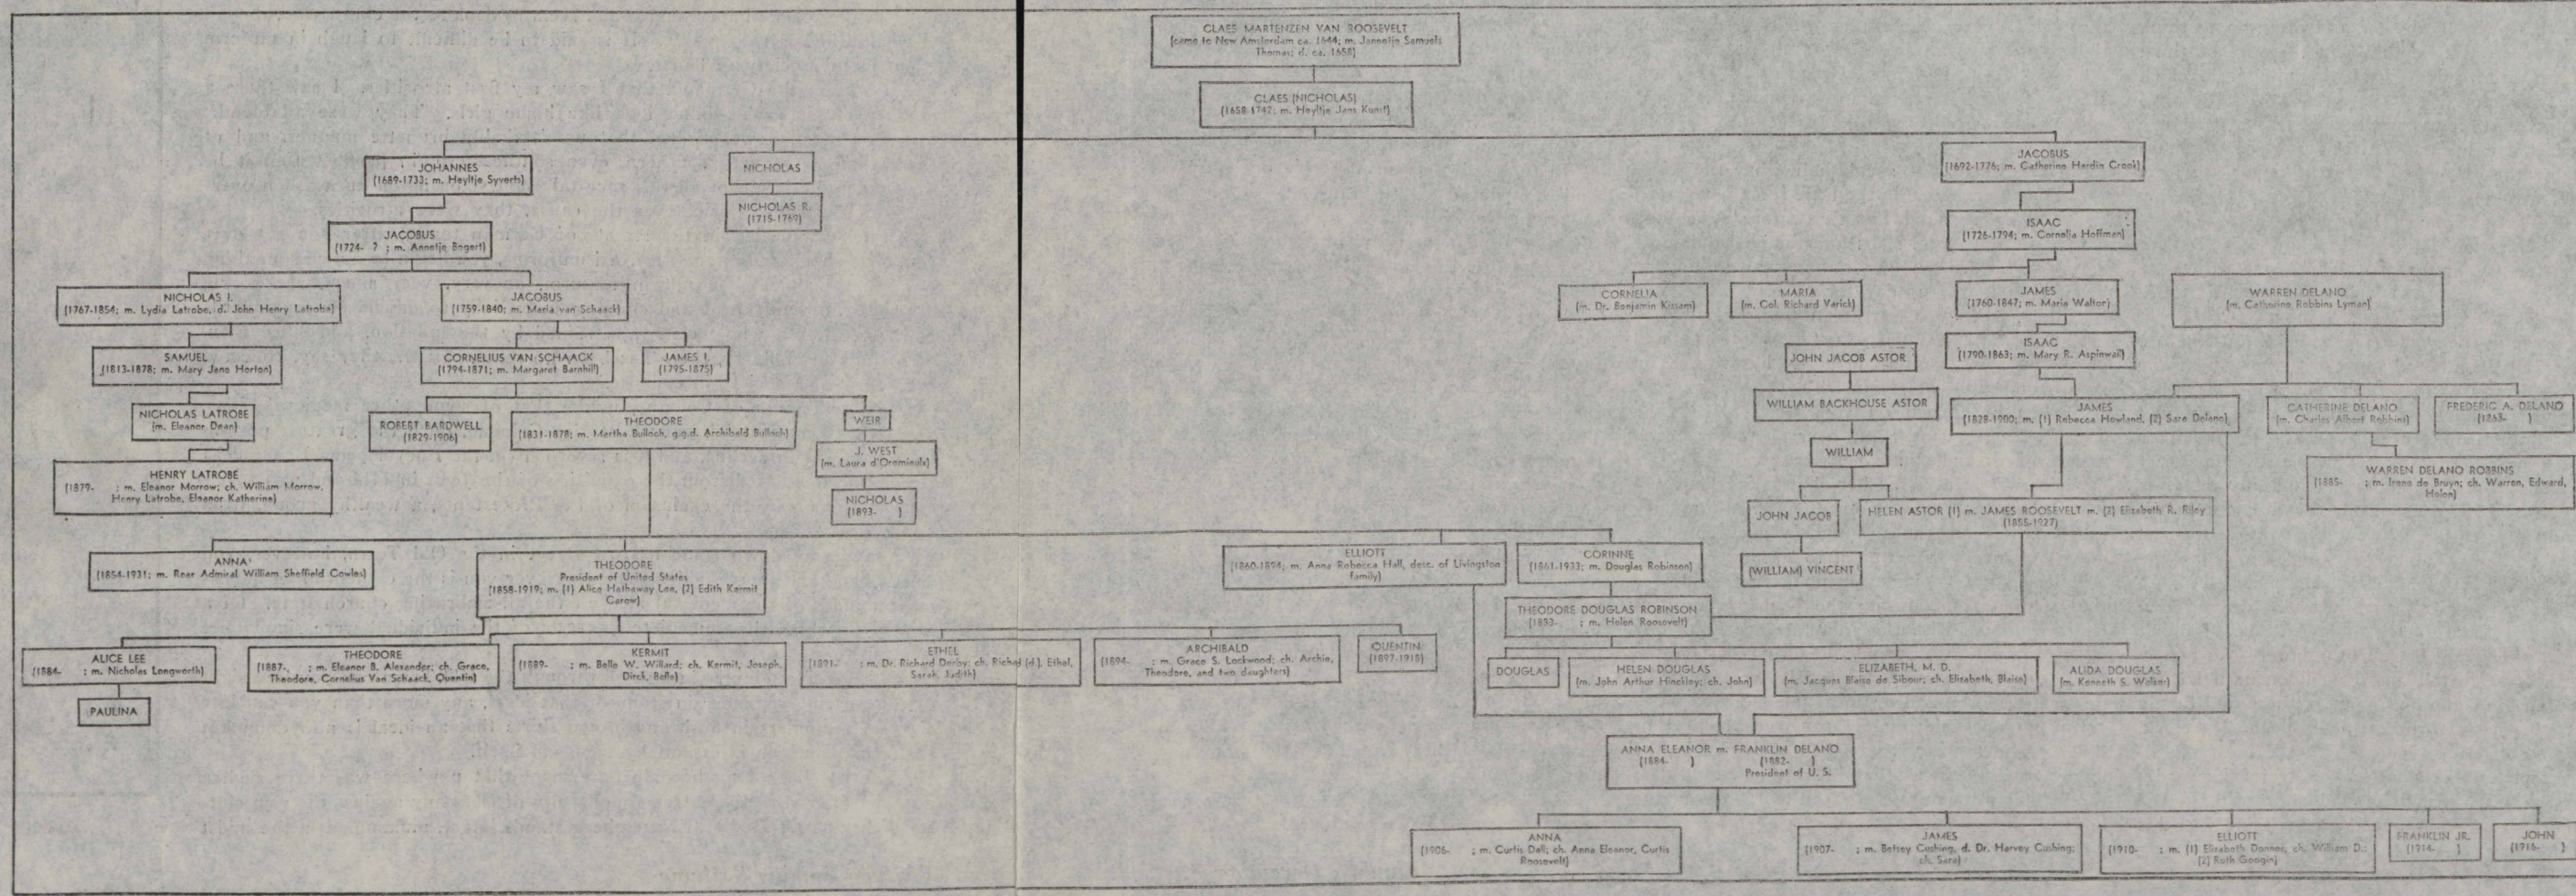 CLAES MARTENZEN VAN ROOSEVELT
(came to New Amsterdam ca. 1644; m. Jannetje Samuels
Thomas; d. ca. 1658)
CLAES (NICHOLAS)
(1658-1742; m. Heyltje Jans Kunst)
JOHANNES
(1689-1733; m. Heyltje Syverts)
NICHOLAS
JACOBUS
(1692-1776; m. Catherine Hardin Crook)
NICHOLAS R.
(1715-1769)
JACOBUS
(1724- ? ; m. Annetje Bogert)
ISAAC
(1726-1794; m. Cornelia Hoffman)
NICHOLAS I.
(1767-1854; m. Lydia Latrobe, d. John Henry Latrobe)
JACOBUS
(1759-1840; m. Maria van Schaack)
CORNELIA
(m. Dr. Benjamin Kissam)
MARIA
(m. Col. Richard Varick)
JAMES
(1760-1847; m. Maria Walton)
WARREN DELANO
(m. Catherine Robbins Lyman)
SAMUEL
(1813-1878; m. Mary Jane Horton)
CORNELIUS VAN SCHAACK
(1794-1871; m. Margaret Barnhill)
JAMES I.
(1795-1875)
JOHN JACOB ASTOR
ISAAC
(1790-1863; m. Mary R. Aspinwall)
NICHOLAS LATROBE
(m. Eleanor Dean)
ROBERT BARDWELL
(1829-1906)
THEODORE
(1831-1878; m. Martha Bulloch, g.g.d. Archibald Bulloch)
WEIR
WILLIAM BACKHOUSE ASTOR
JAMES
(1828-1900; m. (1) Rebecca Howland, (2) Sara Delano)
CATHERINE DELANO
(m. Charles Albert Robbins)
FREDERIC A. DELANO
(1863- )
HENRY LATROBE
(1879- ; m. Eleanor Morrow; ch. William Morrow,
Henry Latrobe, Eleanor Katherine)
J. WEST
(m. Laura d'Oremieulx)
WILLIAM
WARREN DELANO ROBBINS
(1885- ; m. Irene de Bruyn; ch. Warren, Edward,
Helen)
NICHOLAS
(1893- )
JOHN JACOB
HELEN ASTOR (1) m. JAMES ROOSEVELT m. (2) Elizabeth R. Riley
(1855-1927)
ANNA
(1854-1931; m. Rear Admiral William Sheffield Cowles)
THEODORE
President of United States
(1858-1919; m. (1) Alice Hathaway Lee, (2) Edith Kermit
Carow)
ELLIOTT
(1860-1894; m. Anna Rebecca Hall, desc. of Livingston
family)
CORINNE
(1861-1933; m. Douglas Robinson)
(WILLIAM) VINCENT
THEODORE DOUGLAS ROBINSON
(1883- ; m. Helen Roosevelt)
ALICE LEE
(1884- ; m. Nicholas Longworth)
THEODORE
(1887- ; m. Eleanor B. Alexander; ch. Grace,
Theodore, Cornelius Van Schaack, Quentin)
KERMIT
(1889- ; m. Belle W. Willard; ch. Kermit, Joseph,
Dirck, Belle)
ETHEL
(1891- ; m. Dr. Richard Derby; ch. Richard (d.), Ethel,
Sarah, Judith)
ARCHIBALD
(1894- ; m. Grace S. Lockwood; ch. Archie,
Theodore, and two daughters)
QUENTIN
(1897-1918)
DOUGLAS
HELEN DOUGLAS
(m. John Arthur Hinckley; ch. John)
ELIZABETH, M. D.
(m. Jacques Blaise de Sibour; ch. Elizabeth, Blaise)
ALIDA DOUGLAS
(m. Kenneth S. Walker)
PAULINA
ANNA ELEANOR m. FRANKLIN DELANO
(1884- ) (1882- )
President of U. S.
ANNA
(1906- ; m. Curtis Dall; ch. Anna Eleanor, Curtis
Roosevelt)
JAMES
(1907- ; m. Betsey Cushing, d. Dr. Harvey Cushing;
ch. Sara)
ELLIOTT
(1910- ; m. (1) Elizabeth Donner, ch. William D.;
(2) Ruth Googin)
FRANKLIN JR.
(1914- )
JOHN
(1916- )